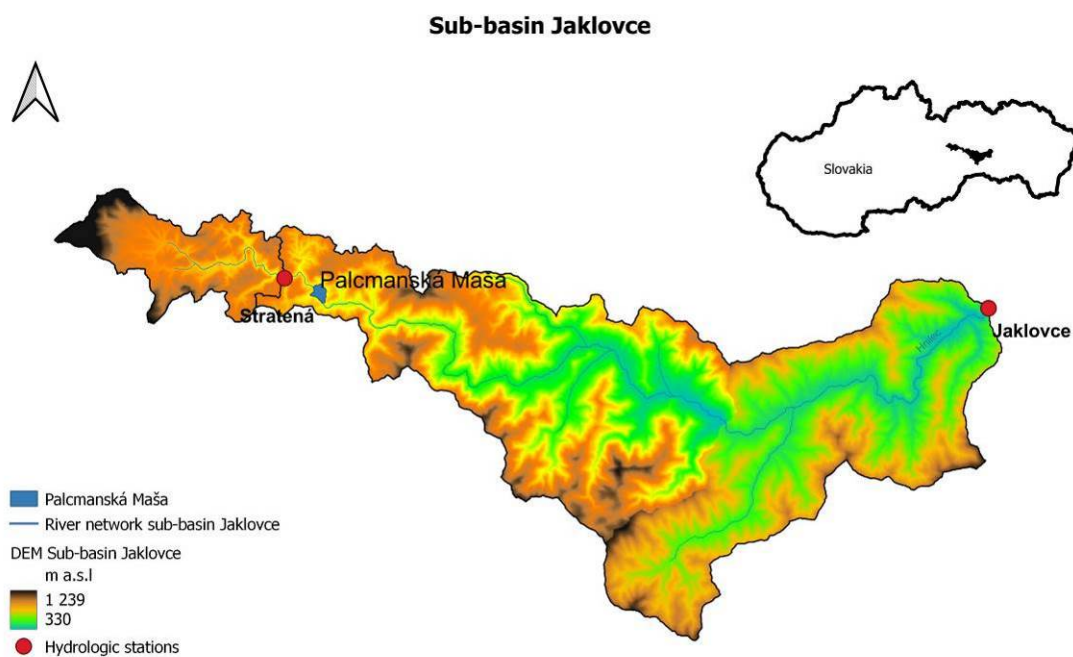 Sub-basin Jaklovce
Slovakia
Palcmanská Maša
Stratená
Hnilec
Jaklovce
Palcmanská Maša
River network sub-basin Jaklovce
DEM Sub-basin Jaklovce
m a.s.l
1 239
330
Hydrologic stations